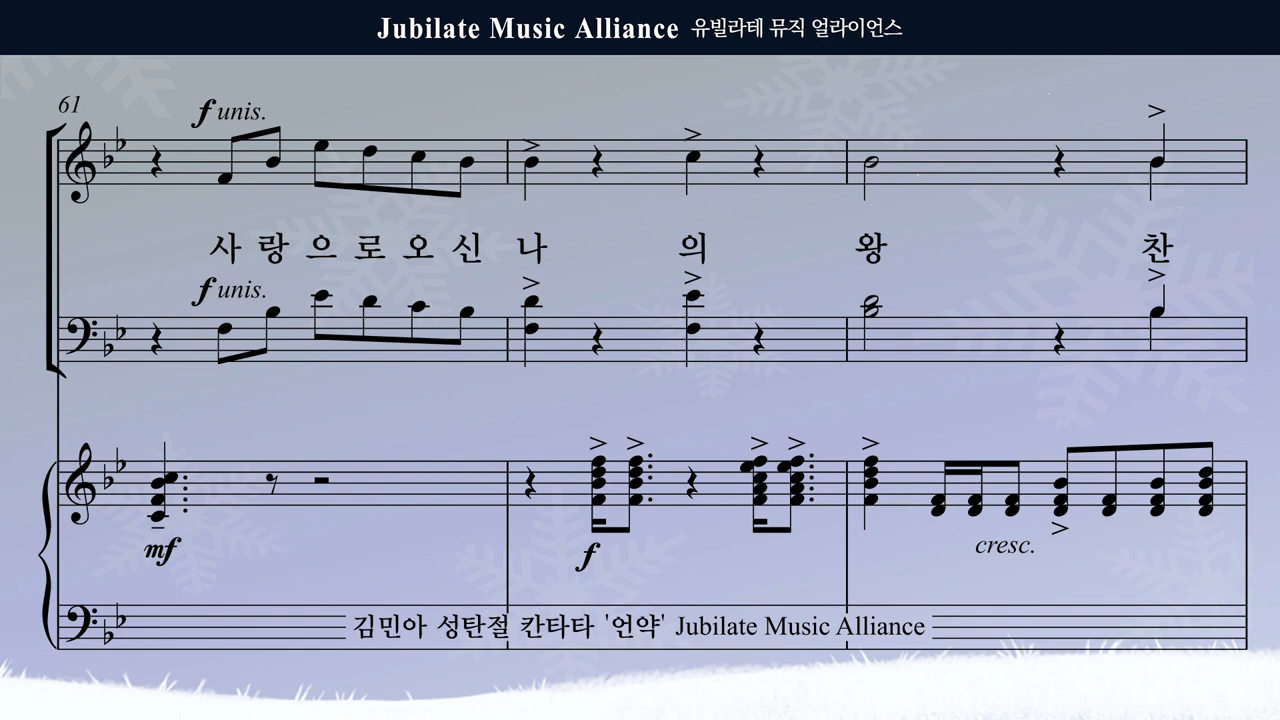 Jubilate Music Alliance 유빌라테 뮤직 얼라이언스
61
f unis.
사 랑 으 로 오 신 나 의 왕 찬
f unis.
mf f cresc.
김민아 성탄절 칸타타 '언약' Jubilate Music Alliance